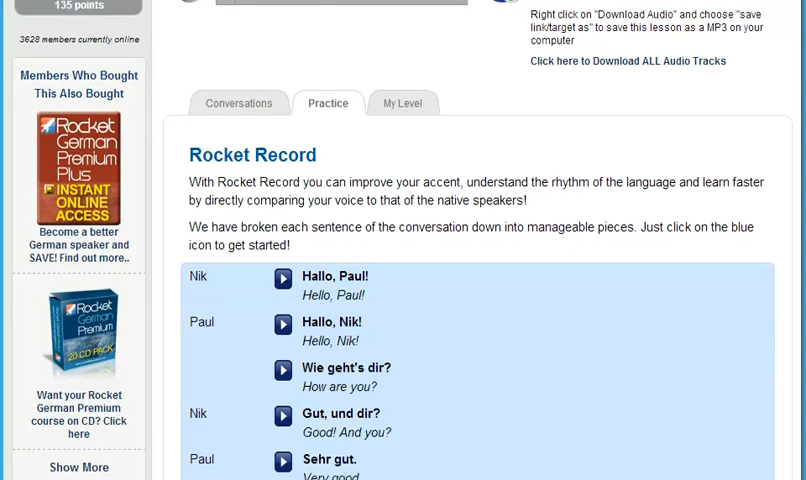 135 points
3628 members currently online
Members Who Bought
This Also Bought
Rocket
German
Premium
Plus
INSTANT
ONLINE
ACCESS
Become a better
German speaker and
SAVE! Find out more..
Rocket
German
Premium
20 CD PACK
Want your Rocket
German Premium
course on CD? Click
here
Show More
Right click on "Download Audio" and choose "save
link/target as" to save this lesson as a MP3 on your
computer
Click here to Download ALL Audio Tracks
Conversations
Practice
My Level
Rocket Record
With Rocket Record you can improve your accent, understand the rhythm of the language and learn faster
by directly comparing your voice to that of the native speakers!
We have broken each sentence of the conversation down into manageable pieces. Just click on the blue
icon to get started!
Nik Hallo, Paul!
Hello, Paul!
Paul Hallo, Nik!
Hello, Nik!
Wie geht's dir?
How are you?
Nik Gut, und dir?
Good! And you?
Paul Sehr gut.
Very good